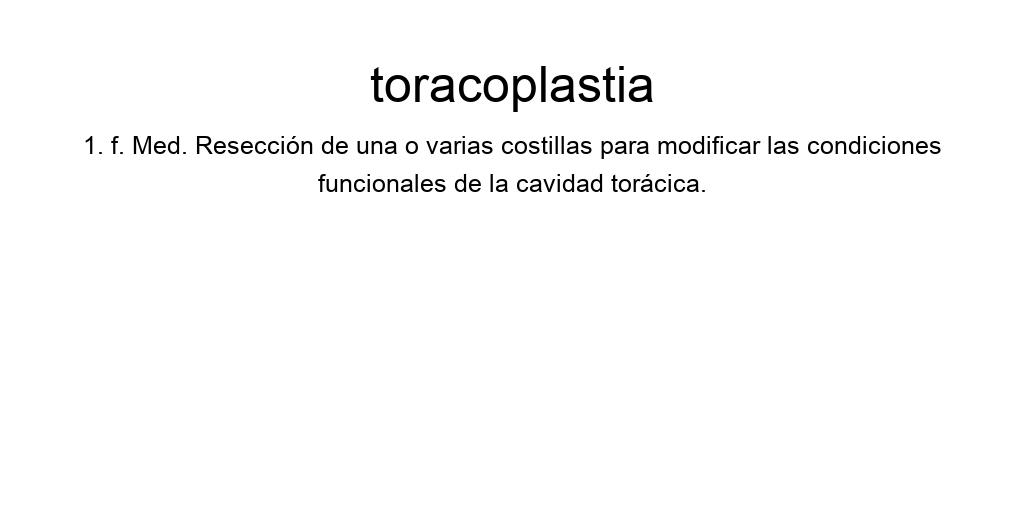 toracoplastia
1. f. Med. Resección de una o varias costillas para modificar las condiciones
funcionales de la cavidad torácica.